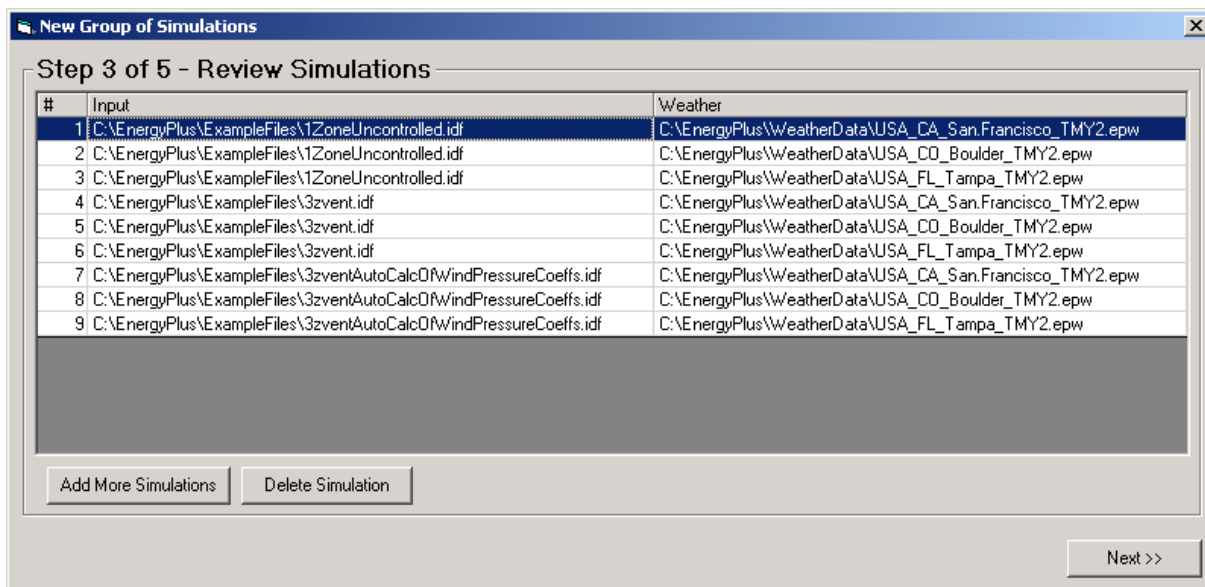 New Group of Simulations
Step 3 of 5 - Review Simulations
# Input Weather
1 C:\EnergyPlus\ExampleFiles\1ZoneUncontrolled.idf C:\EnergyPlus\WeatherData\USA_CA_San.Francisco_TMY2.epw
2 C:\EnergyPlus\ExampleFiles\1ZoneUncontrolled.idf C:\EnergyPlus\WeatherData\USA_CO_Boulder_TMY2.epw
3 C:\EnergyPlus\ExampleFiles\1ZoneUncontrolled.idf C:\EnergyPlus\WeatherData\USA_FL_Tampa_TMY2.epw
4 C:\EnergyPlus\ExampleFiles\3zvent.idf C:\EnergyPlus\WeatherData\USA_CA_San.Francisco_TMY2.epw
5 C:\EnergyPlus\ExampleFiles\3zvent.idf C:\EnergyPlus\WeatherData\USA_CO_Boulder_TMY2.epw
6 C:\EnergyPlus\ExampleFiles\3zvent.idf C:\EnergyPlus\WeatherData\USA_FL_Tampa_TMY2.epw
7 C:\EnergyPlus\ExampleFiles\3zventAutoCalcOfWindPressureCoeffs.idf C:\EnergyPlus\WeatherData\USA_CA_San.Francisco_TMY2.epw
8 C:\EnergyPlus\ExampleFiles\3zventAutoCalcOfWindPressureCoeffs.idf C:\EnergyPlus\WeatherData\USA_CO_Boulder_TMY2.epw
9 C:\EnergyPlus\ExampleFiles\3zventAutoCalcOfWindPressureCoeffs.idf C:\EnergyPlus\WeatherData\USA_FL_Tampa_TMY2.epw
Add More Simulations Delete Simulation
Next >>